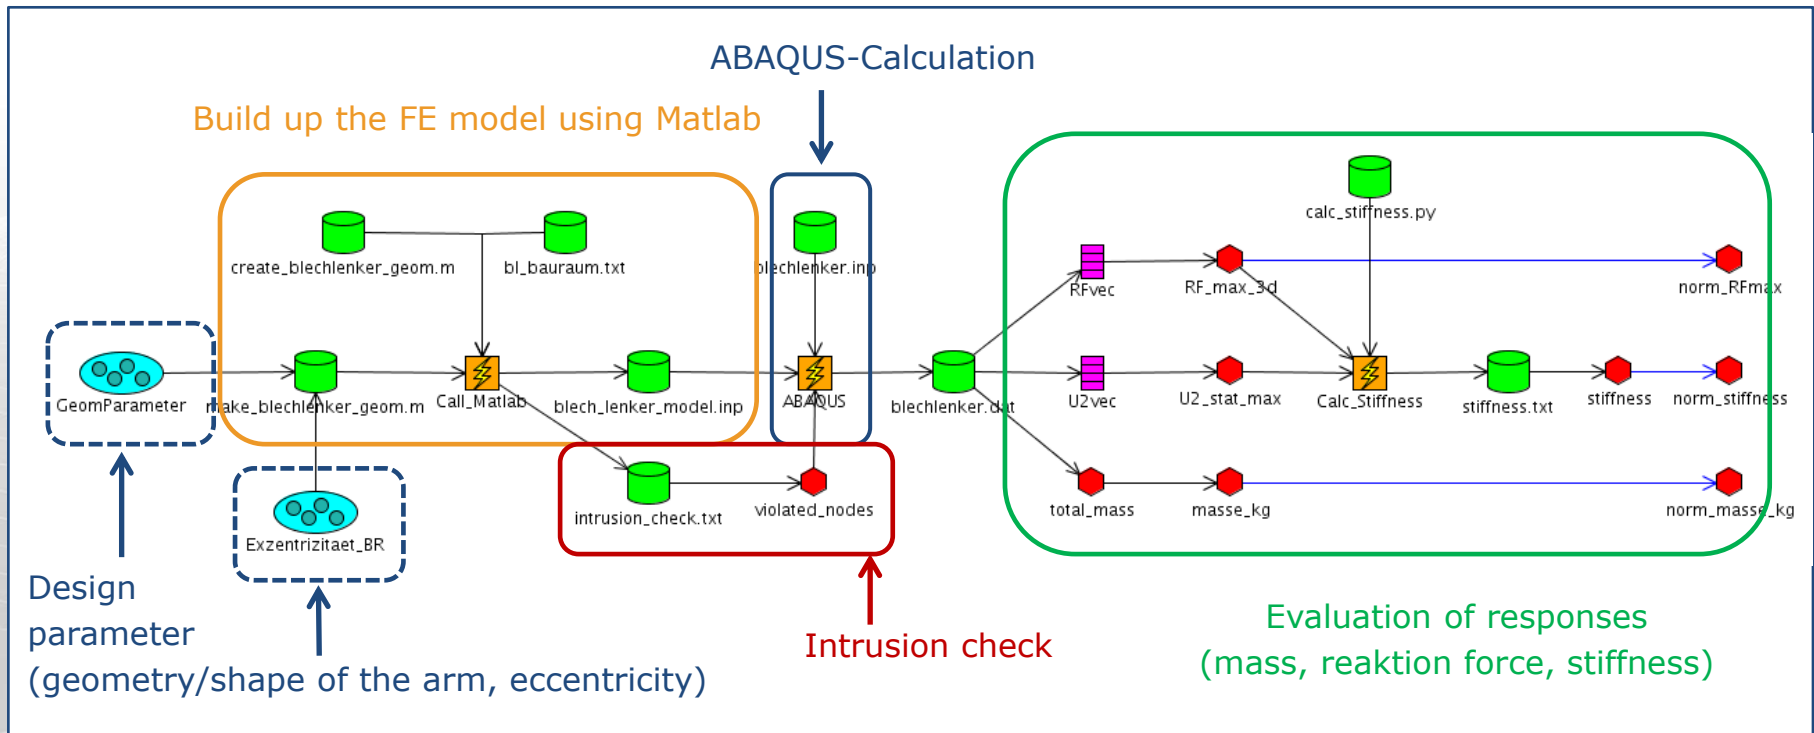 ABAQUS-Calculation
Build up the FE model using Matlab
calc_stiffness.py
create_blechlenker_geom.m
bl_bauraum.txt
blechlenker.inp
RFvec
RF_max_3d
norm_RFmax
GeomParameter
make_blechlenker_geom.m
Call_Matlab
blech_lenker_model.inp
ABAQUS
blechlenker.dat
U2vec
U2_stat_max
Calc_Stiffness
stiffness.txt
stiffness
norm_stiffness
Exzentrizitaet_BR
intrusion_check.txt
violated_nodes
total_mass
masse_kg
norm_masse_kg
Design
parameter
(geometry/shape of the arm, eccentricity)
Intrusion check
Evaluation of responses
(mass, reaktion force, stiffness)